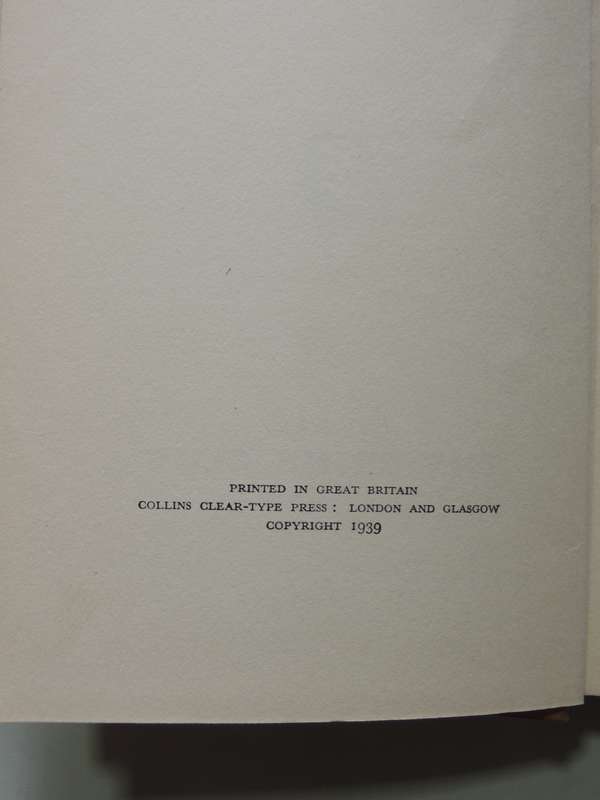 PRINTED IN GREAT BRITAIN
COLLINS CLEAR-TYPE PRESS : LONDON AND GLASGOW
COPYRIGHT 1939